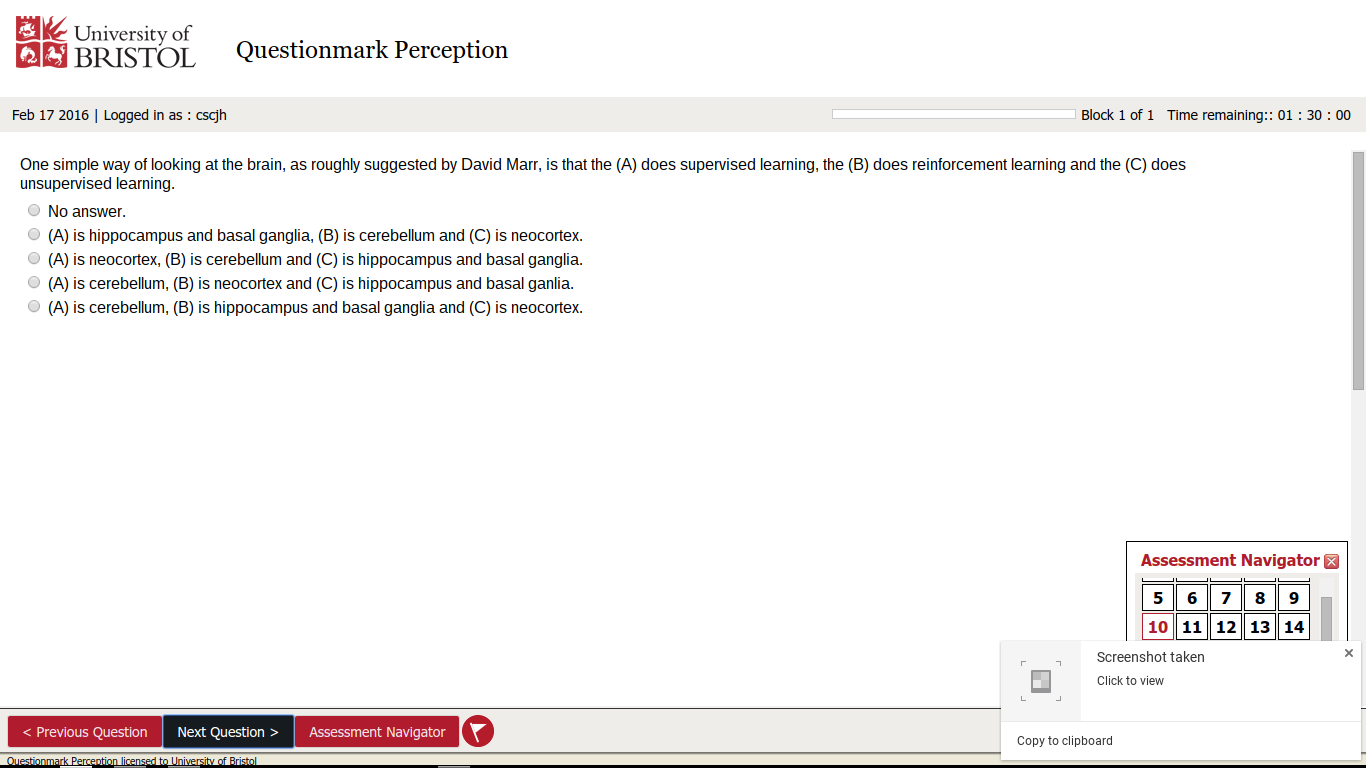 University of
BRISTOL
Questionmark Perception
Feb 17 2016 | Logged in as : cscjh
Block 1 of 1 Time remaining:: 01 : 30 : 00
One simple way of looking at the brain, as roughly suggested by David Marr, is that the (A) does supervised learning, the (B) does reinforcement learning and the (C) does
unsupervised learning.
No answer.
(A) is hippocampus and basal ganglia, (B) is cerebellum and (C) is neocortex.
(A) is neocortex, (B) is cerebellum and (C) is hippocampus and basal ganglia.
(A) is cerebellum, (B) is neocortex and (C) is hippocampus and basal ganlia.
(A) is cerebellum, (B) is hippocampus and basal ganglia and (C) is neocortex.
Assessment Navigator
5 6 7 8 9
10 11 12 13 14
Screenshot taken
Click to view
Copy to clipboard
< Previous Question Next Question > Assessment Navigator
Questionmark Perception licensed to University of Bristol